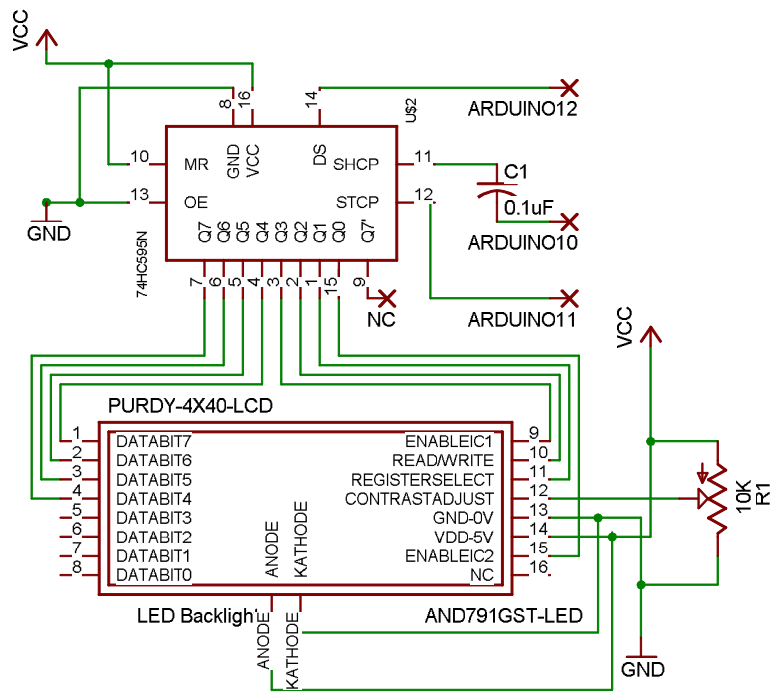 VCC
8
16
14
U$2
ARDUINO12
10
MR
GND
VCC
DS
SHCP
11
C1
0.1uF
13
OE
STCP
12
GND
ARDUINO10
Q7
Q6
Q5
Q4
Q3
Q2
Q1
Q0
Q7'
74HC595N
7
6
5
4
3
2
1
15
9
NC
ARDUINO11
VCC
PURDY-4X40-LCD
1 DATABIT7 ENABLEIC1 9
2 DATABIT6 READ/WRITE 10
3 DATABIT5 REGISTERSELECT 11
4 DATABIT4 CONTRASTADJUST 12
5 DATABIT3 GND-0V 13
6 DATABIT2 VDD-5V 14
7 DATABIT1 ENABLEIC2 15
8 DATABIT0 NC 16
ANODE
KATHODE
10K
R1
LED Backlight
AND791GST-LED
ANODE
KATHODE
GND